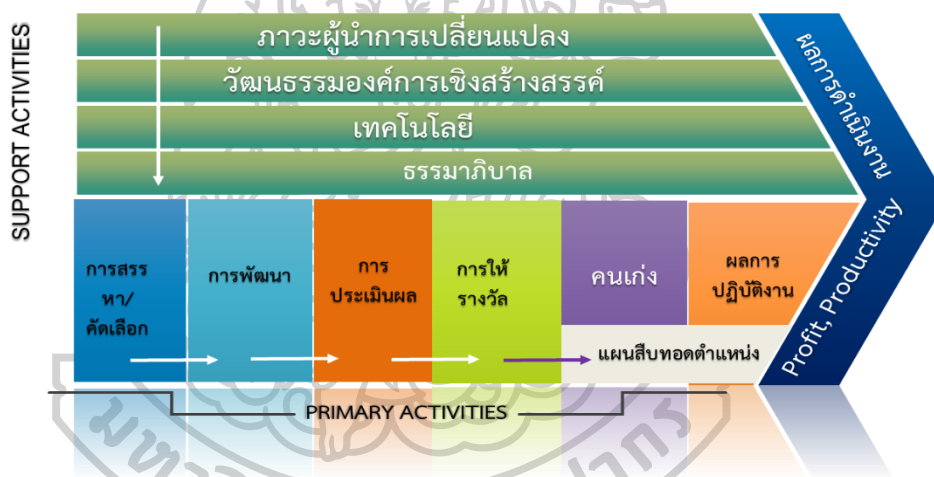 SUPPORT ACTIVITIES
ภาวะผู้นำการเปลี่ยนแปลง
วัฒนธรรมองค์การเชิงสร้างสรรค์
เทคโนโลยี
ธรรมาภิบาล
การสรร
หา/
คัดเลือก
การพัฒนา
การ
ประเมินผล
การให้
รางวัล
คนเก่ง
ผลการ
ปฏิบัติงาน
แผนสืบทอดตำแหน่ง
PRIMARY ACTIVITIES
ผลการดำเนินงาน
Profit, Productivity